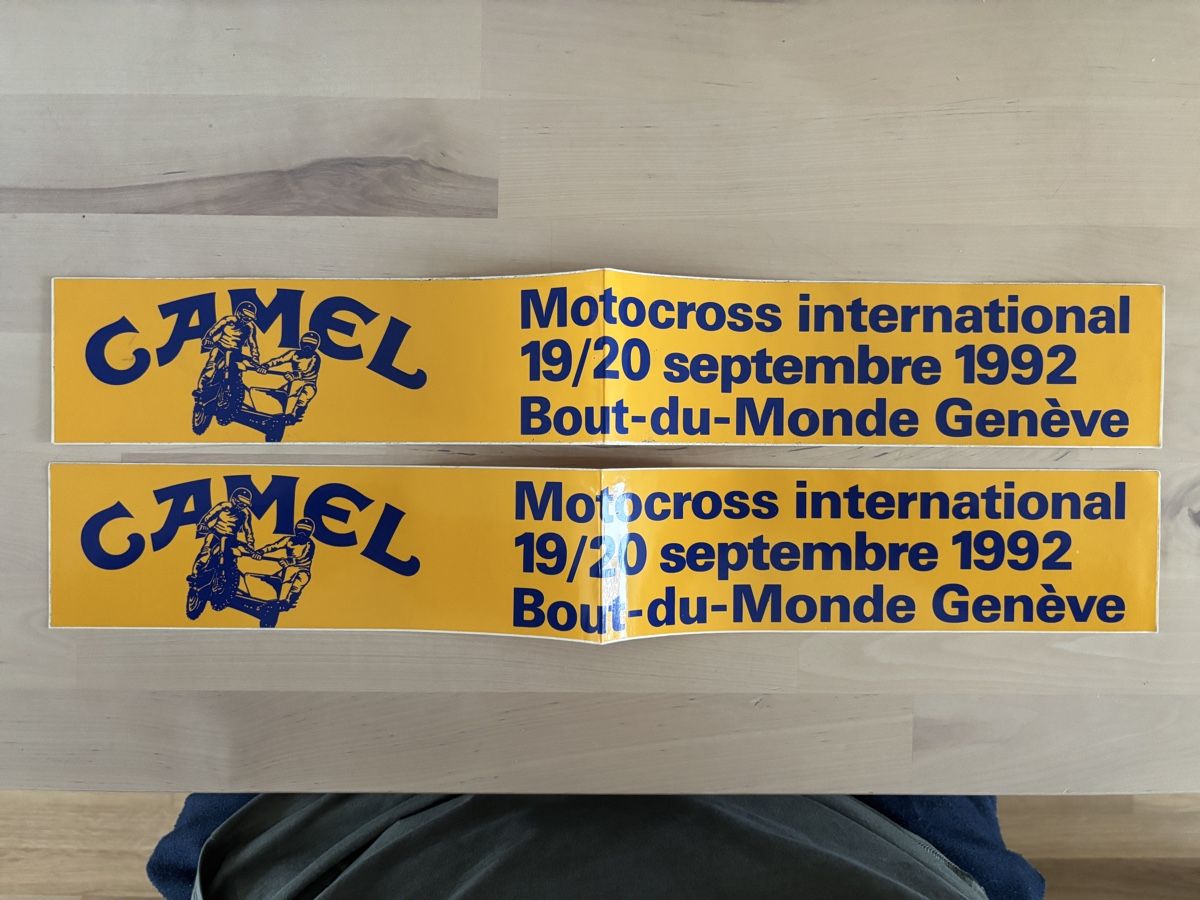 CAMEL
Motocross international
19/20 septembre 1992
Bout-du-Monde Genève
CAMEL
Motocross international
19/20 septembre 1992
Bout-du-Monde Genève